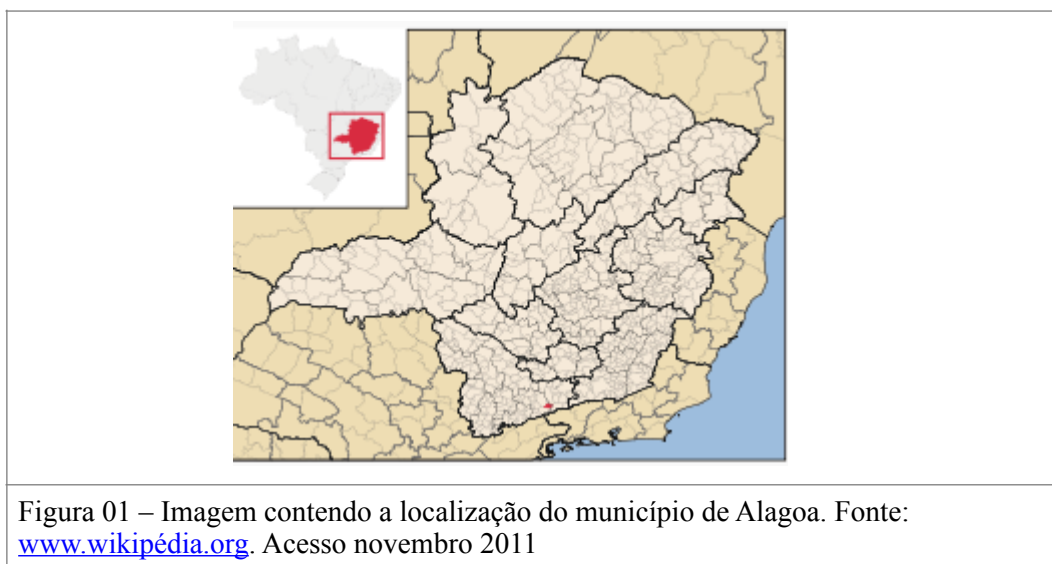 Figura 01 – Imagem contendo a localização do município de Alagoa. Fonte:
www.wikipédia.org. Acesso novembro 2011